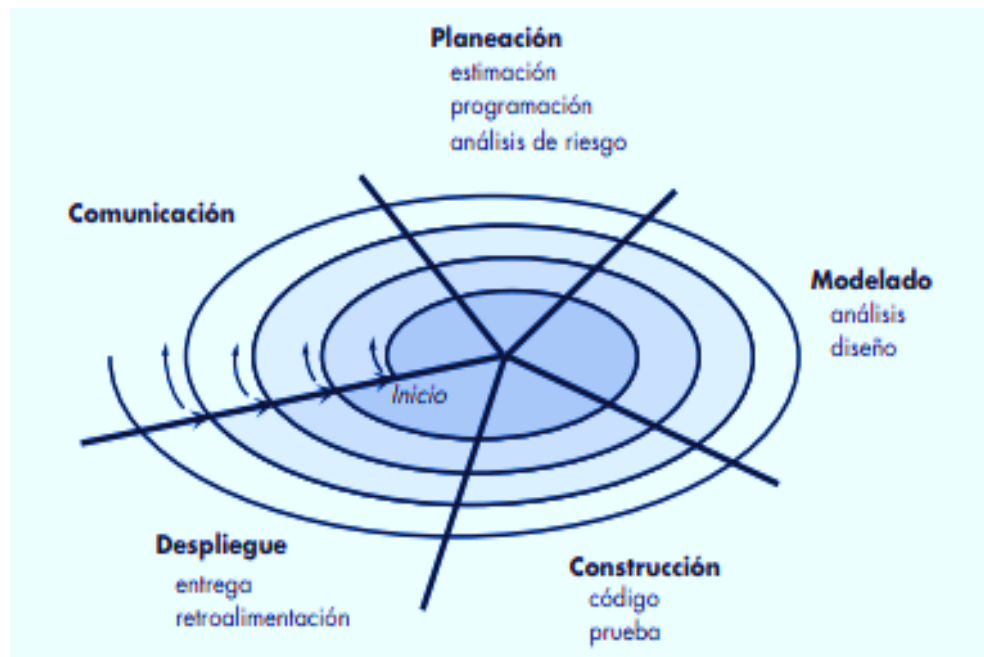 Planeación
estimación
programación
análisis de riesgo
Comunicación
Modelado
análisis
diseño
Inicio
Despliegue
entrega
retroalimentación
Construcción
código
prueba